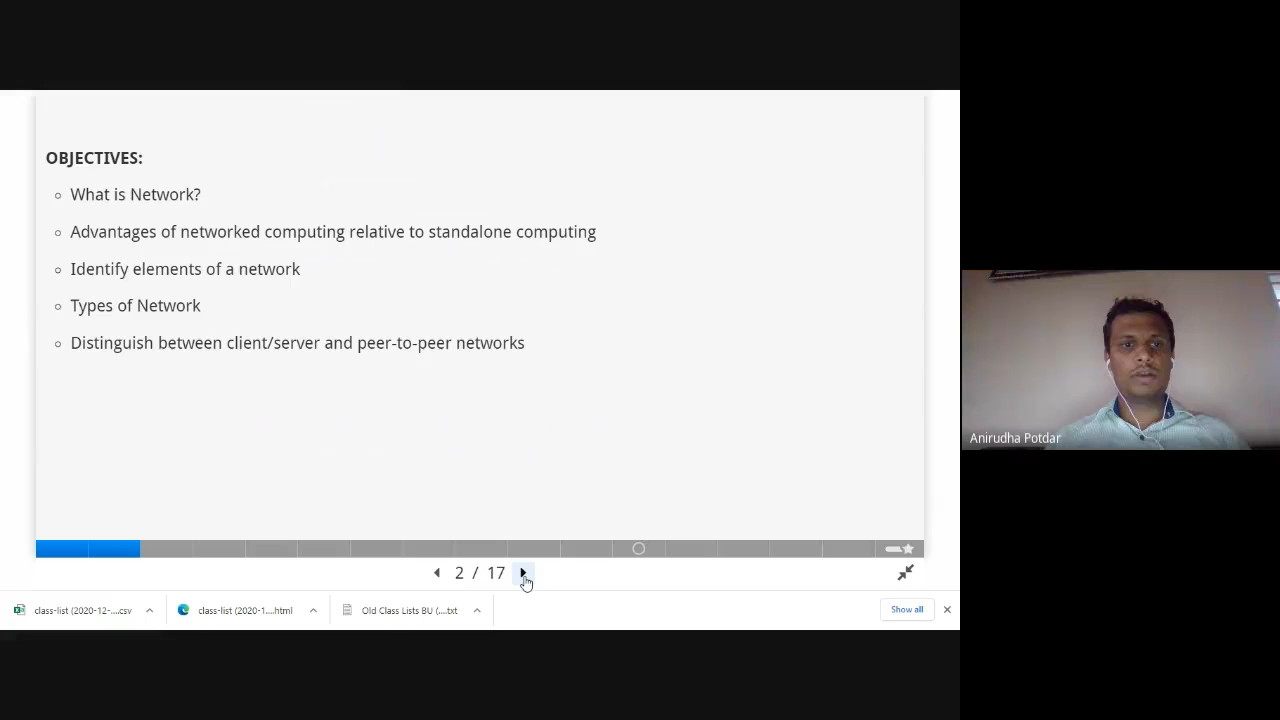 OBJECTIVES:
What is Network?
Advantages of networked computing relative to standalone computing
Identify elements of a network
Types of Network
Distinguish between client/server and peer-to-peer networks
Anirudha Potdar
2 / 17
class-list (2020-12-....csv
class-list (2020-1....html
Old Class Lists BU (....txt
Show all